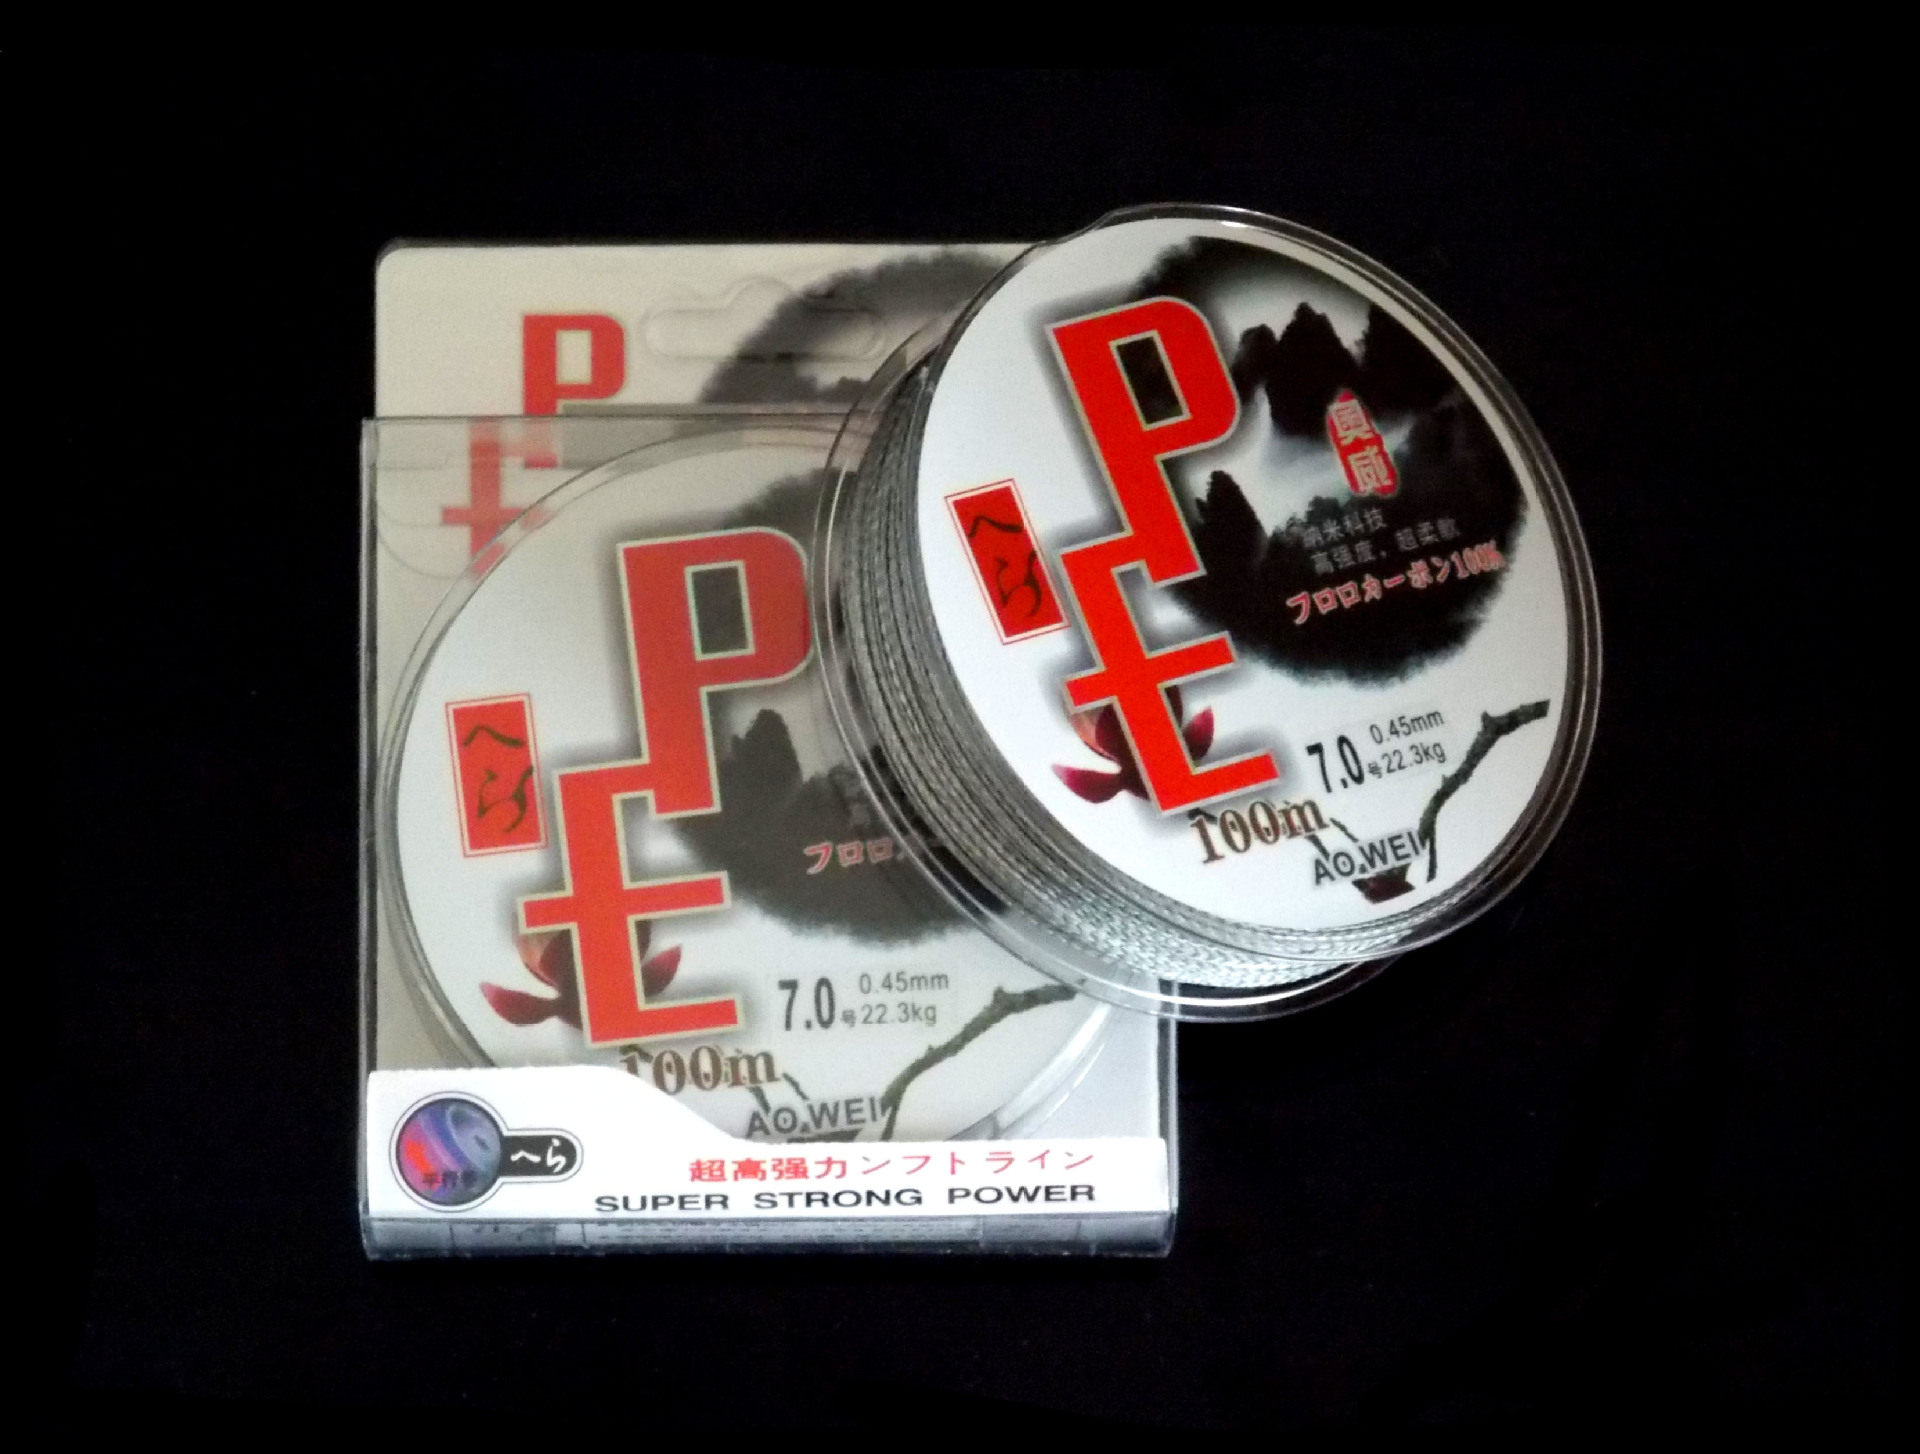 PE
PE
へら
フロロ
7.0号
0.45mm
22.3kg
100m
AO.WEI
へら
超高强力ンフトライン
SUPER STRONG POWER
PE
へら
奥威
纳米科技
高强度，超柔軟
フロロカーボン100%
7.0号
0.45mm
22.3kg
100m
AO.WEI